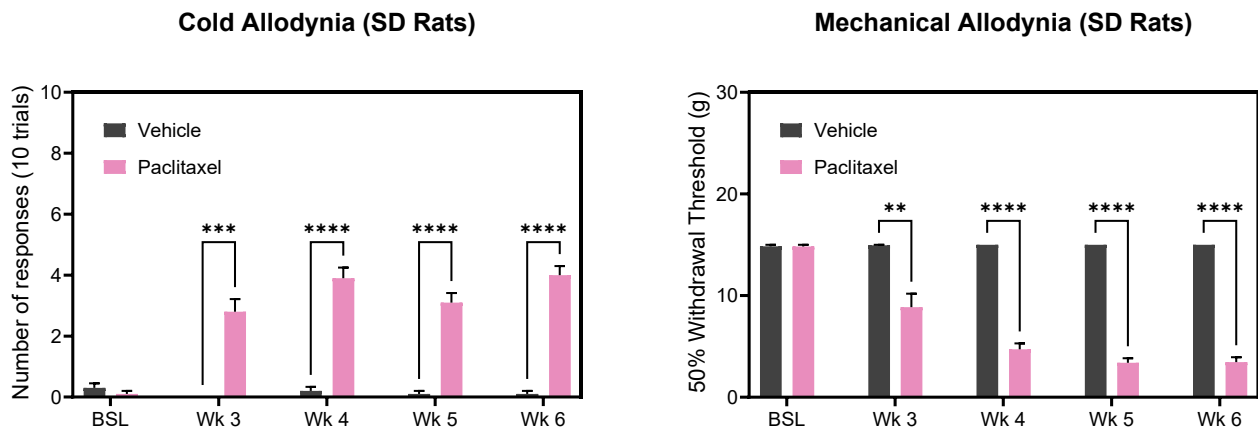 Cold Allodynia (SD Rats)
Number of responses (10 trials)
10
8
6
4
2
0
Vehicle
Paclitaxel
*** **** **** ****
BSL Wk 3 Wk 4 Wk 5 Wk 6
Mechanical Allodynia (SD Rats)
50% Withdrawal Threshold (g)
30
20
10
0
Vehicle
Paclitaxel
** **** **** ****
BSL Wk 3 Wk 4 Wk 5 Wk 6